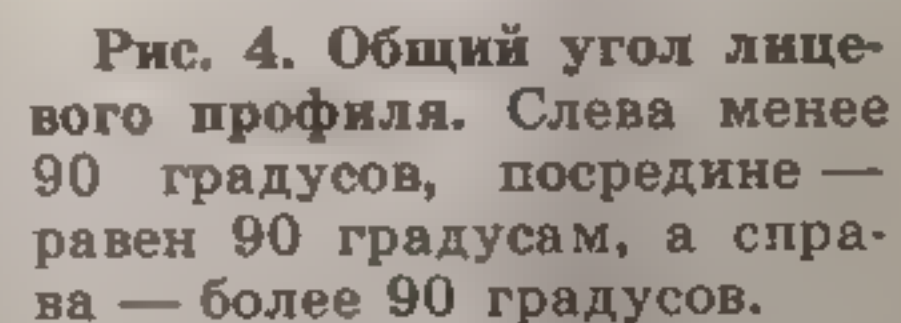 Рис. 4. Общий угол лице-
вого профиля. Слева менее
90 градусов, посредине —
равен 90 градусам, а спра-
ва — более 90 градусов.